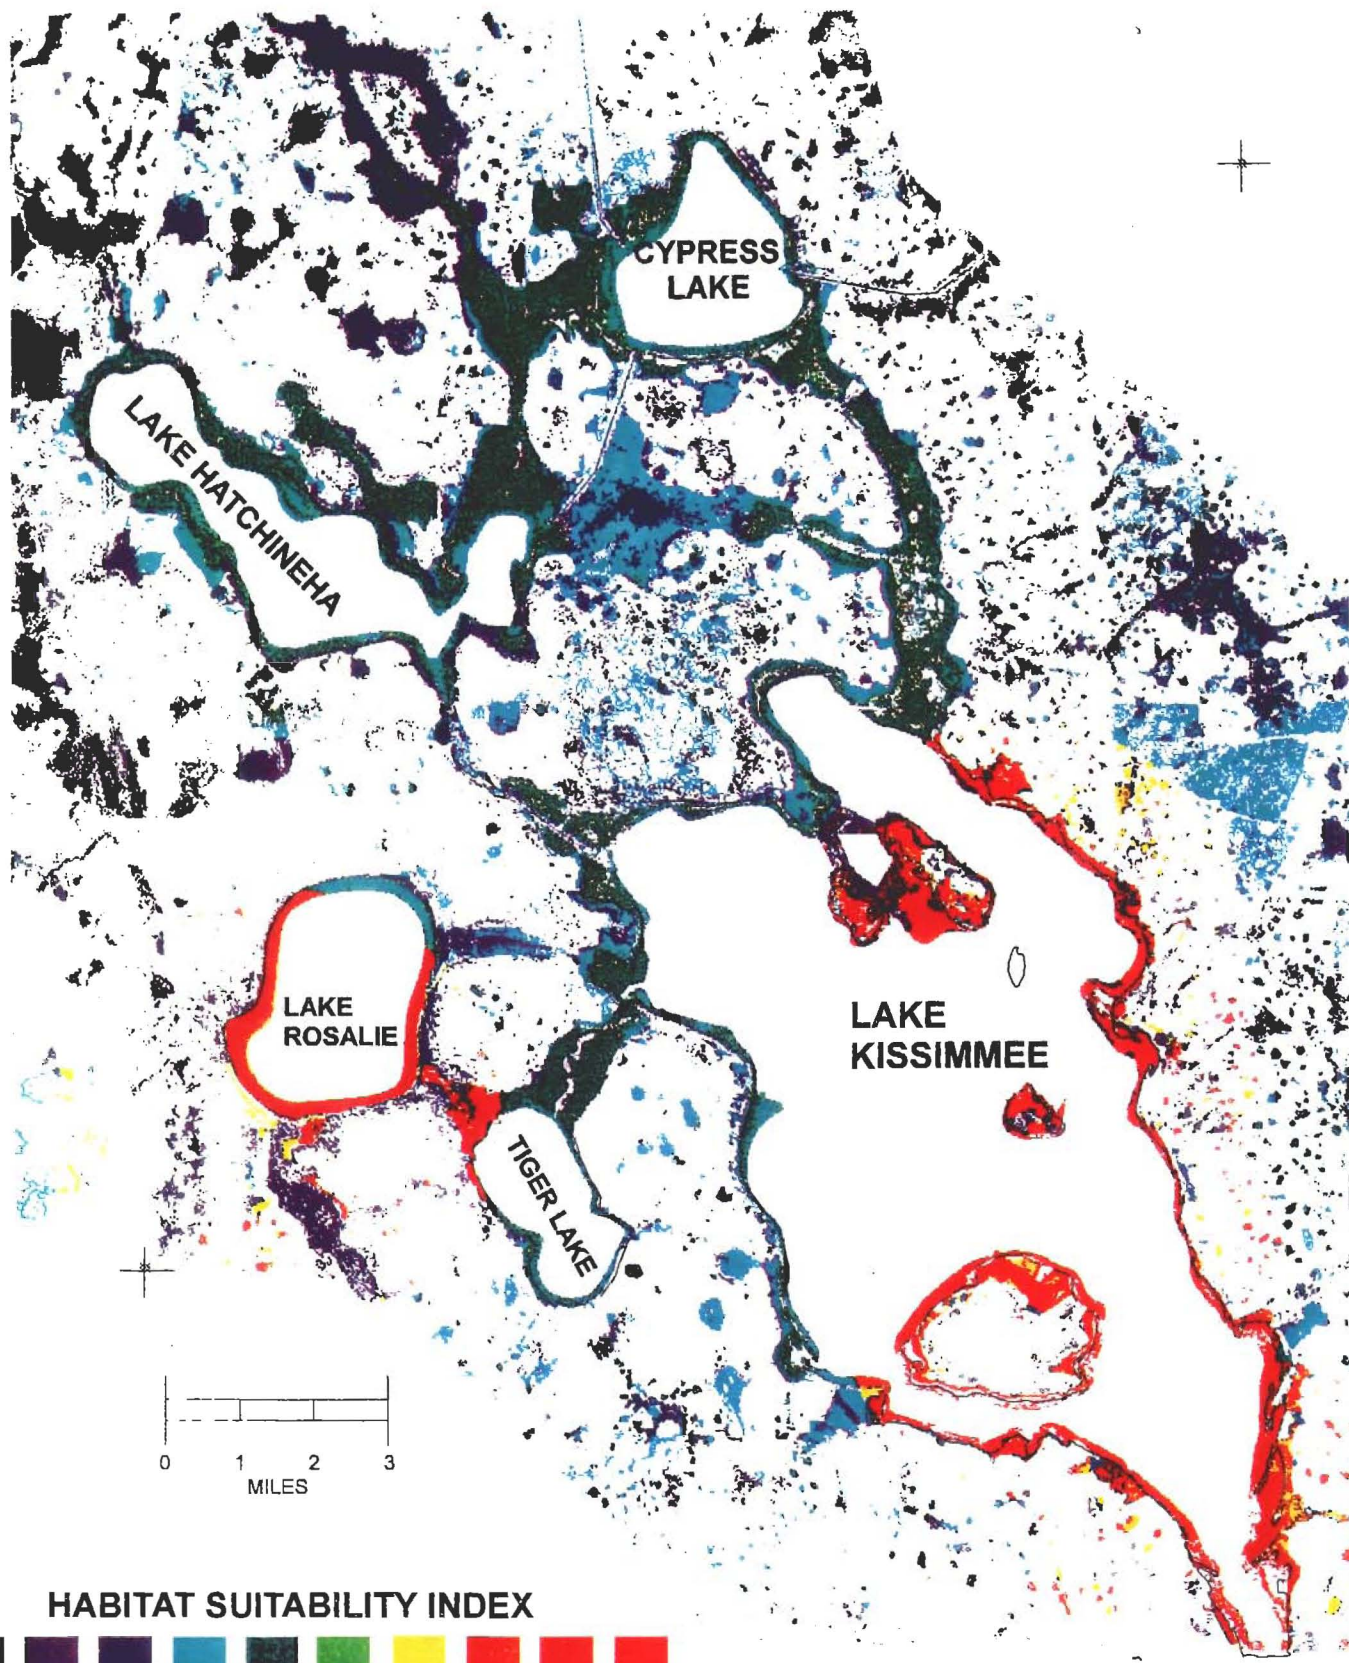 CYPRESS
LAKE
LAKE HATCHINEHA
LAKE
ROSALIE
LAKE
KISSIMMEE
TIGER LAKE
0 1 2 3
MILES
HABITAT SUITABILITY INDEX